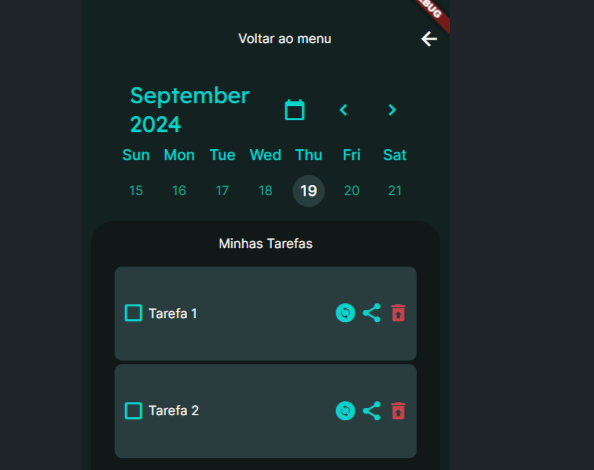 BUG
Voltar ao menu
September
2024
Sun Mon Tue Wed Thu Fri Sat
15 16 17 18 19 20 21
Minhas Tarefas
Tarefa 1
Tarefa 2